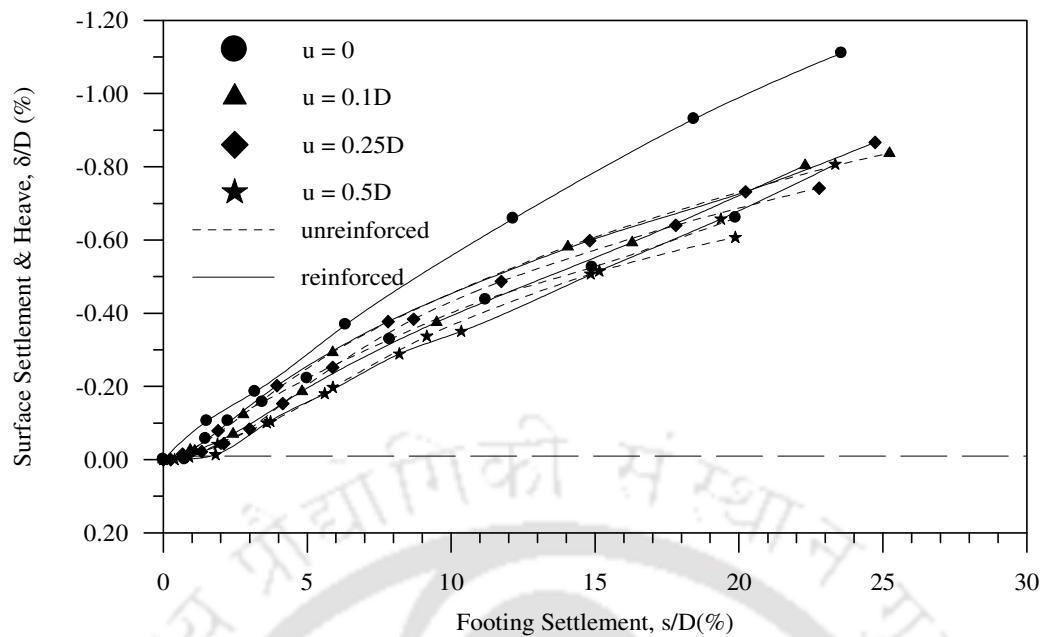 -1.20
-1.00
-0.80
-0.60
-0.40
-0.20
0.00
0.20
Surface Settlement & Heave, δ/D (%)
u = 0
u = 0.1D
u = 0.25D
u = 0.5D
unreinforced
reinforced
0 5 10 15 20 25 30
Footing Settlement, s/D(%)
प्रौद्योगिकी संस्थान